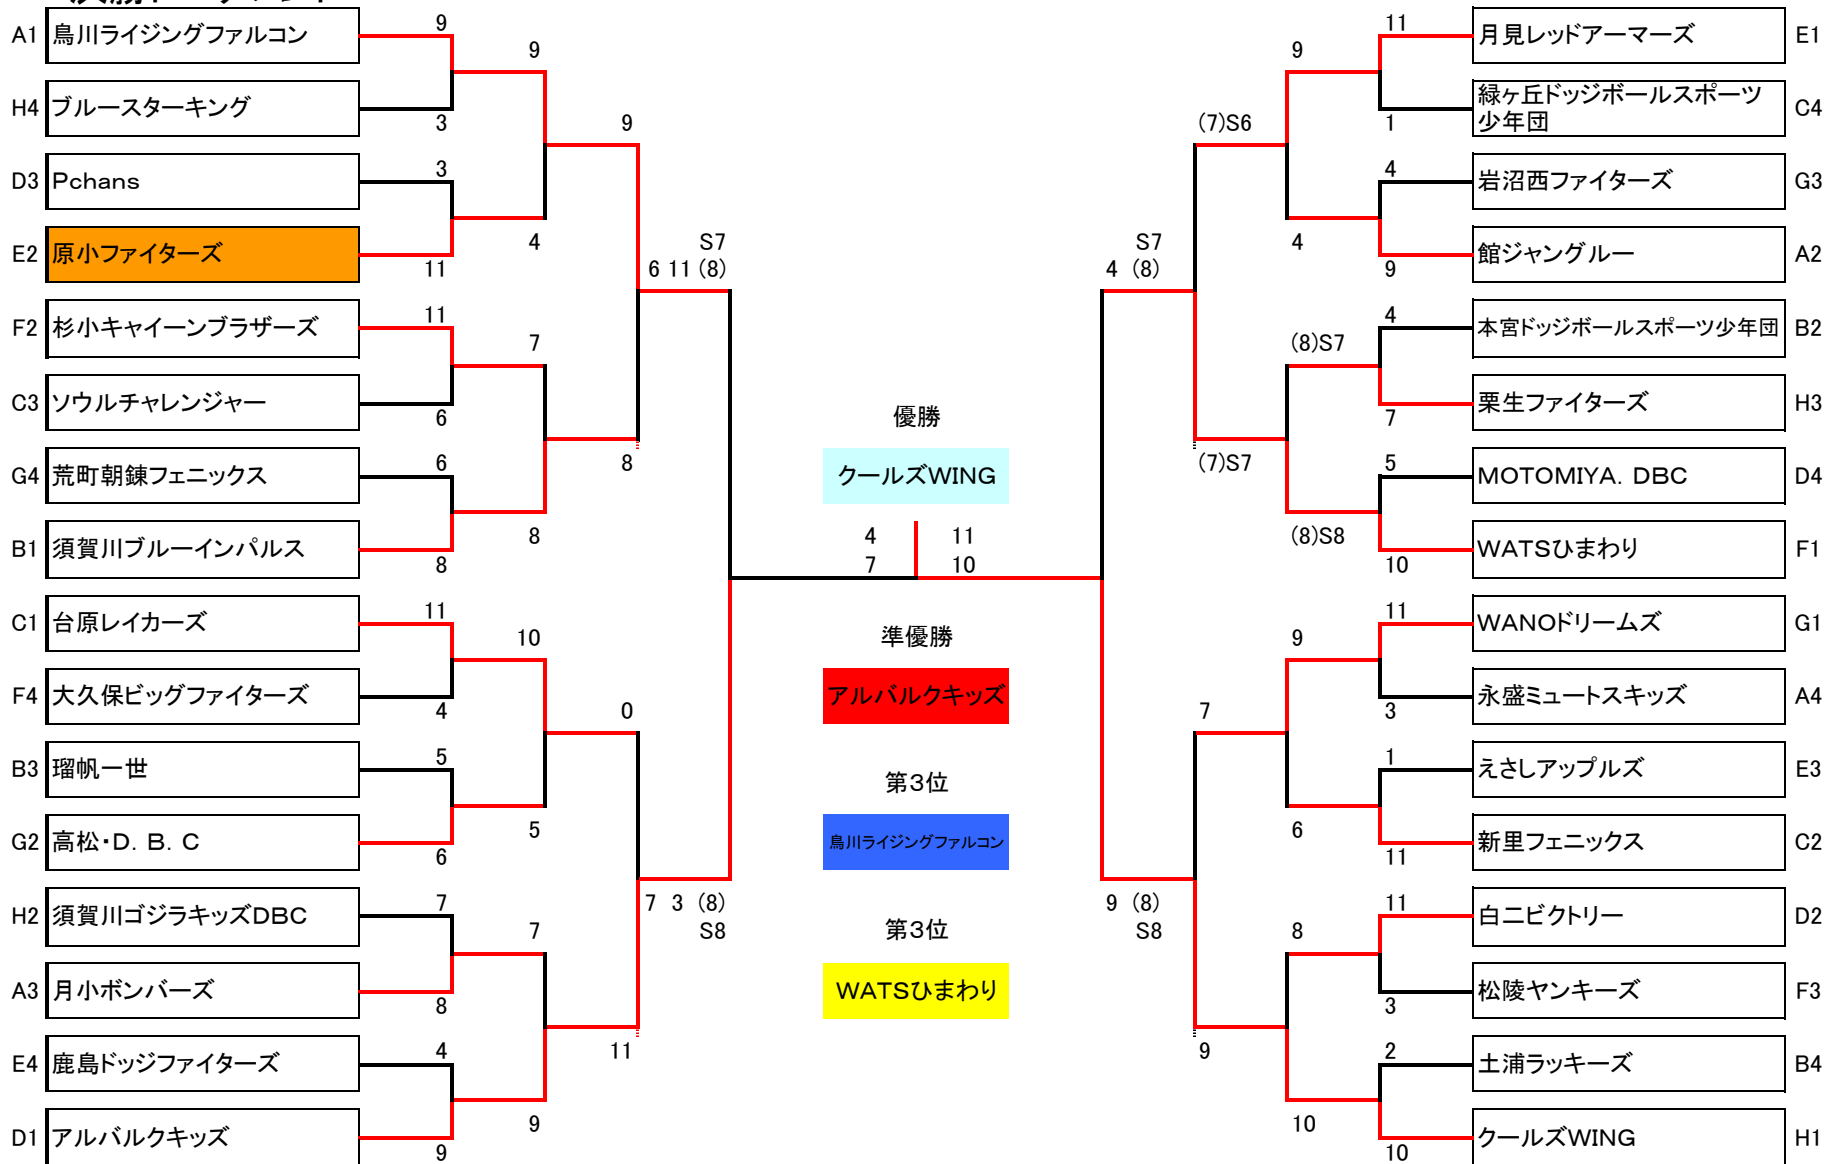 A1 鳥川ライジングファルコン 9
9
H4 ブルースターキング 3
9
D3 Pchans 3
4
E2 原小ファイターズ 11
S7
6 11 (8)
F2 杉小キャイーンブラザーズ 11
7
C3 ソウルチャレンジャー 6
8
G4 荒町朝錬フェニックス 6
8
B1 須賀川ブルーインパルス 8
C1 台原レイカーズ 11
10
F4 大久保ビッグファイターズ 4
0
B3 瑠帆一世 5
5
G2 高松・D. B. C 6
7 3 (8)
S8
H2 須賀川ゴジラキッズDBC 7
7
A3 月小ボンバーズ 8
11
E4 鹿島ドッジファイターズ 4
9
D1 アルバルクキッズ 9
優勝
クールズWING
4 11
7 10
準優勝
アルバルクキッズ
第3位
鳥川ライジングファルコン
第3位
WATSひまわり
11 月見レッドアーマーズ E1
9
緑ヶ丘ドッジボールスポーツ
少年団
1 C4
(7)S6
4 岩沼西ファイターズ G3
4
9 館ジャングルー A2
S7
4 (8)
4 本宮ドッジボールスポーツ少年団 B2
(8)S7
7 栗生ファイターズ H3
(7)S7
5 MOTOMIYA. DBC D4
(8)S8
10 WATSひまわり F1
11 WANOドリームズ G1
9
3 永盛ミュートスキッズ A4
7
1 えさしアップルズ E3
6
11 新里フェニックス C2
9 (8)
S8
11 白二ビクトリー D2
8
3 松陵ヤンキーズ F3
9
2 土浦ラッキーズ B4
10
10 クールズWING H1